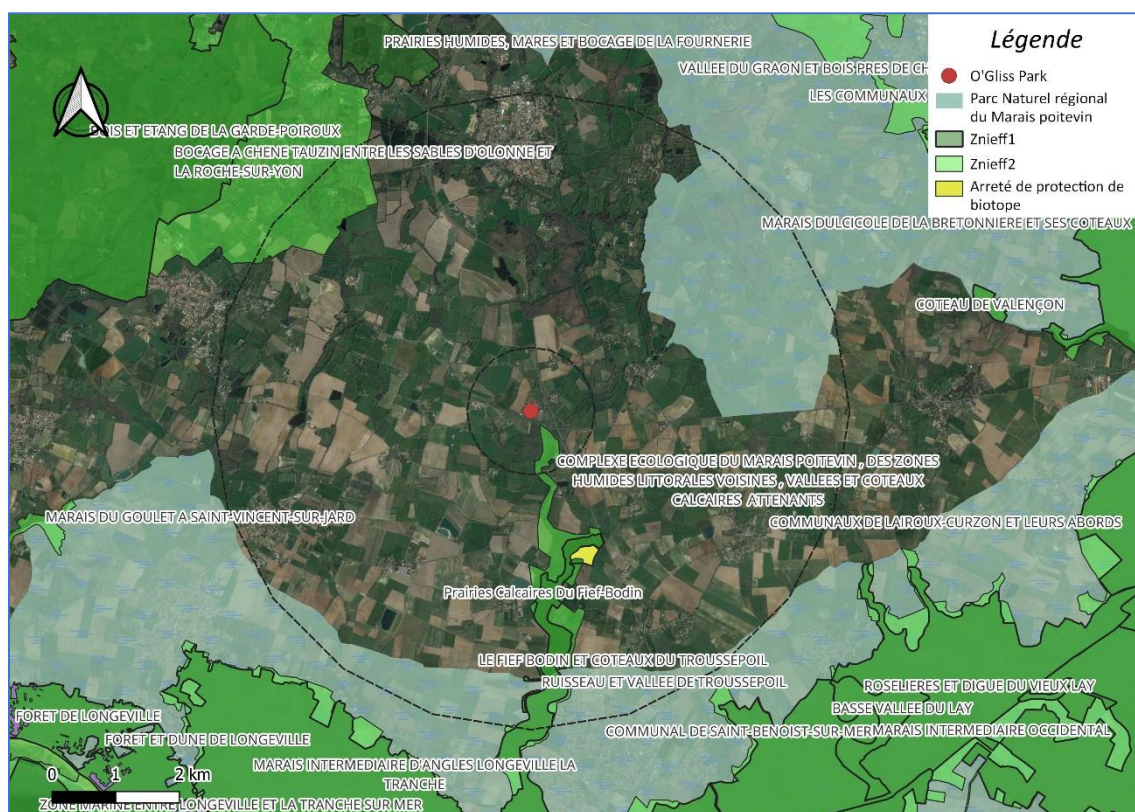 PRAIRIES HUMIDES, MARES ET BOCAGE DE LA FOURNERIE
VALLEE DU GRAON ET BOIS PRES DE CH
LES COMMUNAUX
Légende
O'Gliss Park
Parc Naturel régional
du Marais poitevin
Znieff1
Znieff2
Arreté de protection de
biotope
BOIS ET ETANG DE LA GARDE-POIROUX
BOCAGE A CHENE TAUZIN ENTRE LES SABLES D'OLONNE ET
LA ROCHE-SUR-YON
MARAIS DULCICOLE DE LA BRETONNIERE ET SES COTEAUX
COTEAU DE VALENÇON
COMPLEXE ECOLOGIQUE DU MARAIS POITEVIN , DES ZONES
HUMIDES LITTORALES VOISINES , VALLEES ET COTEAUX
CALCAIRES ATTENANTS
MARAIS DU GOULET A SAINT-VINCENT-SUR-JARD
COMMUNAUX DE LAIROUX-CURZON ET LEURS ABORDS
Prairies Calcaires Du Fief-Bodin
LE FIEF BODIN ET COTEAUX DU TROUSSEPOIL
RUISSEAU ET VALLEE DE TROUSSEPOIL
ROSELIERES ET DIGUE DU VIEUX LAY
BASSE VALLEE DU LAY
FORET DE LONGEVILLE
COMMUNAL DE SAINT-BENOIST-SUR-MER
MARAIS INTERMEDIAIRE OCCIDENTAL
FORET ET DUNE DE LONGEVILLE
MARAIS INTERMEDIAIRE D'ANGLES LONGEVILLE LA
TRANCHE
0 1 2 km
ZONE MARINE ENTRE LONGEVILLE ET LA TRANCHE SUR MER